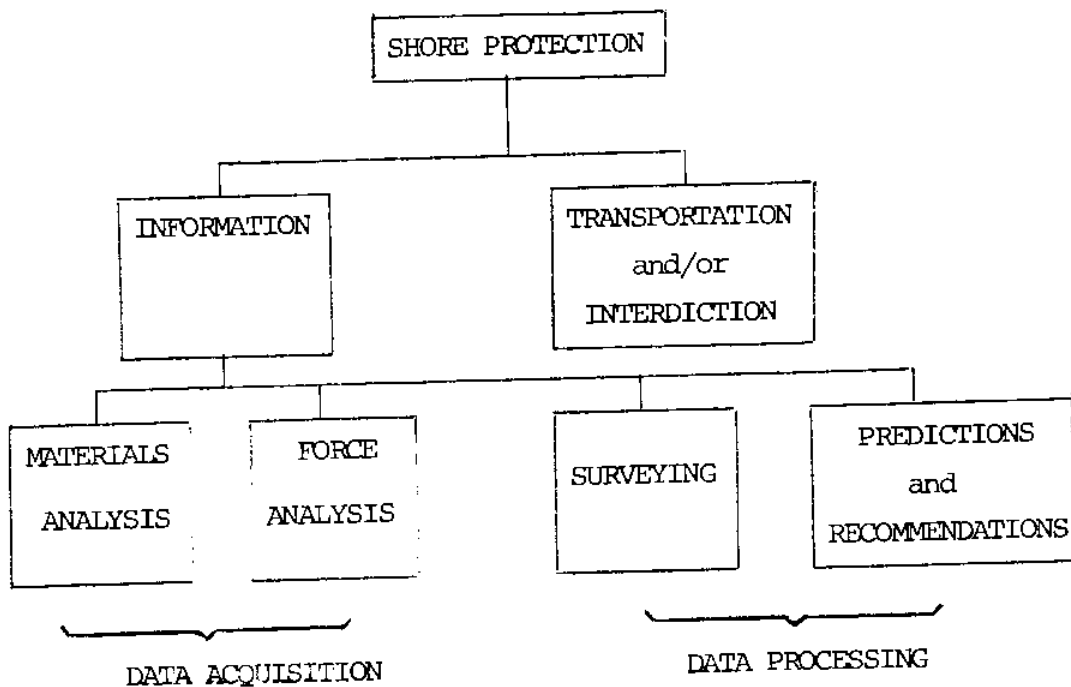 SHORE PROTECTION
INFORMATION
TRANSPORTATION
and/or
INTERDICTION
MATERIALS
ANALYSIS
FORCE
ANALYSIS
SURVEYING
PREDICTIONS
and
RECOMMENDATIONS
DATA ACQUISITION
DATA PROCESSING